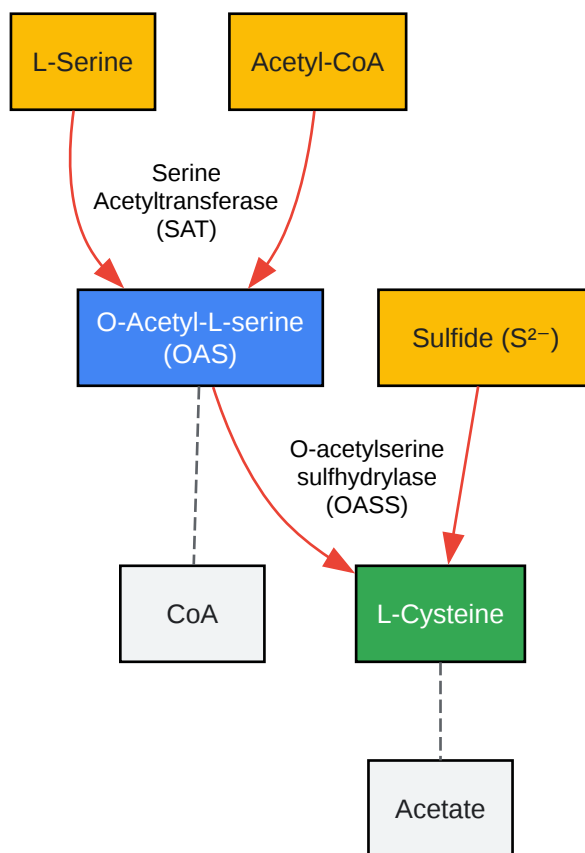 L-Serine
Acetyl-CoA
Serine
Acetyltransferase
(SAT)
O-Acetyl-L-serine
(OAS)
Sulfide (S²⁻)
O-acetylserine
sulfhydrylase
(OASS)
CoA
L-Cysteine
Acetate